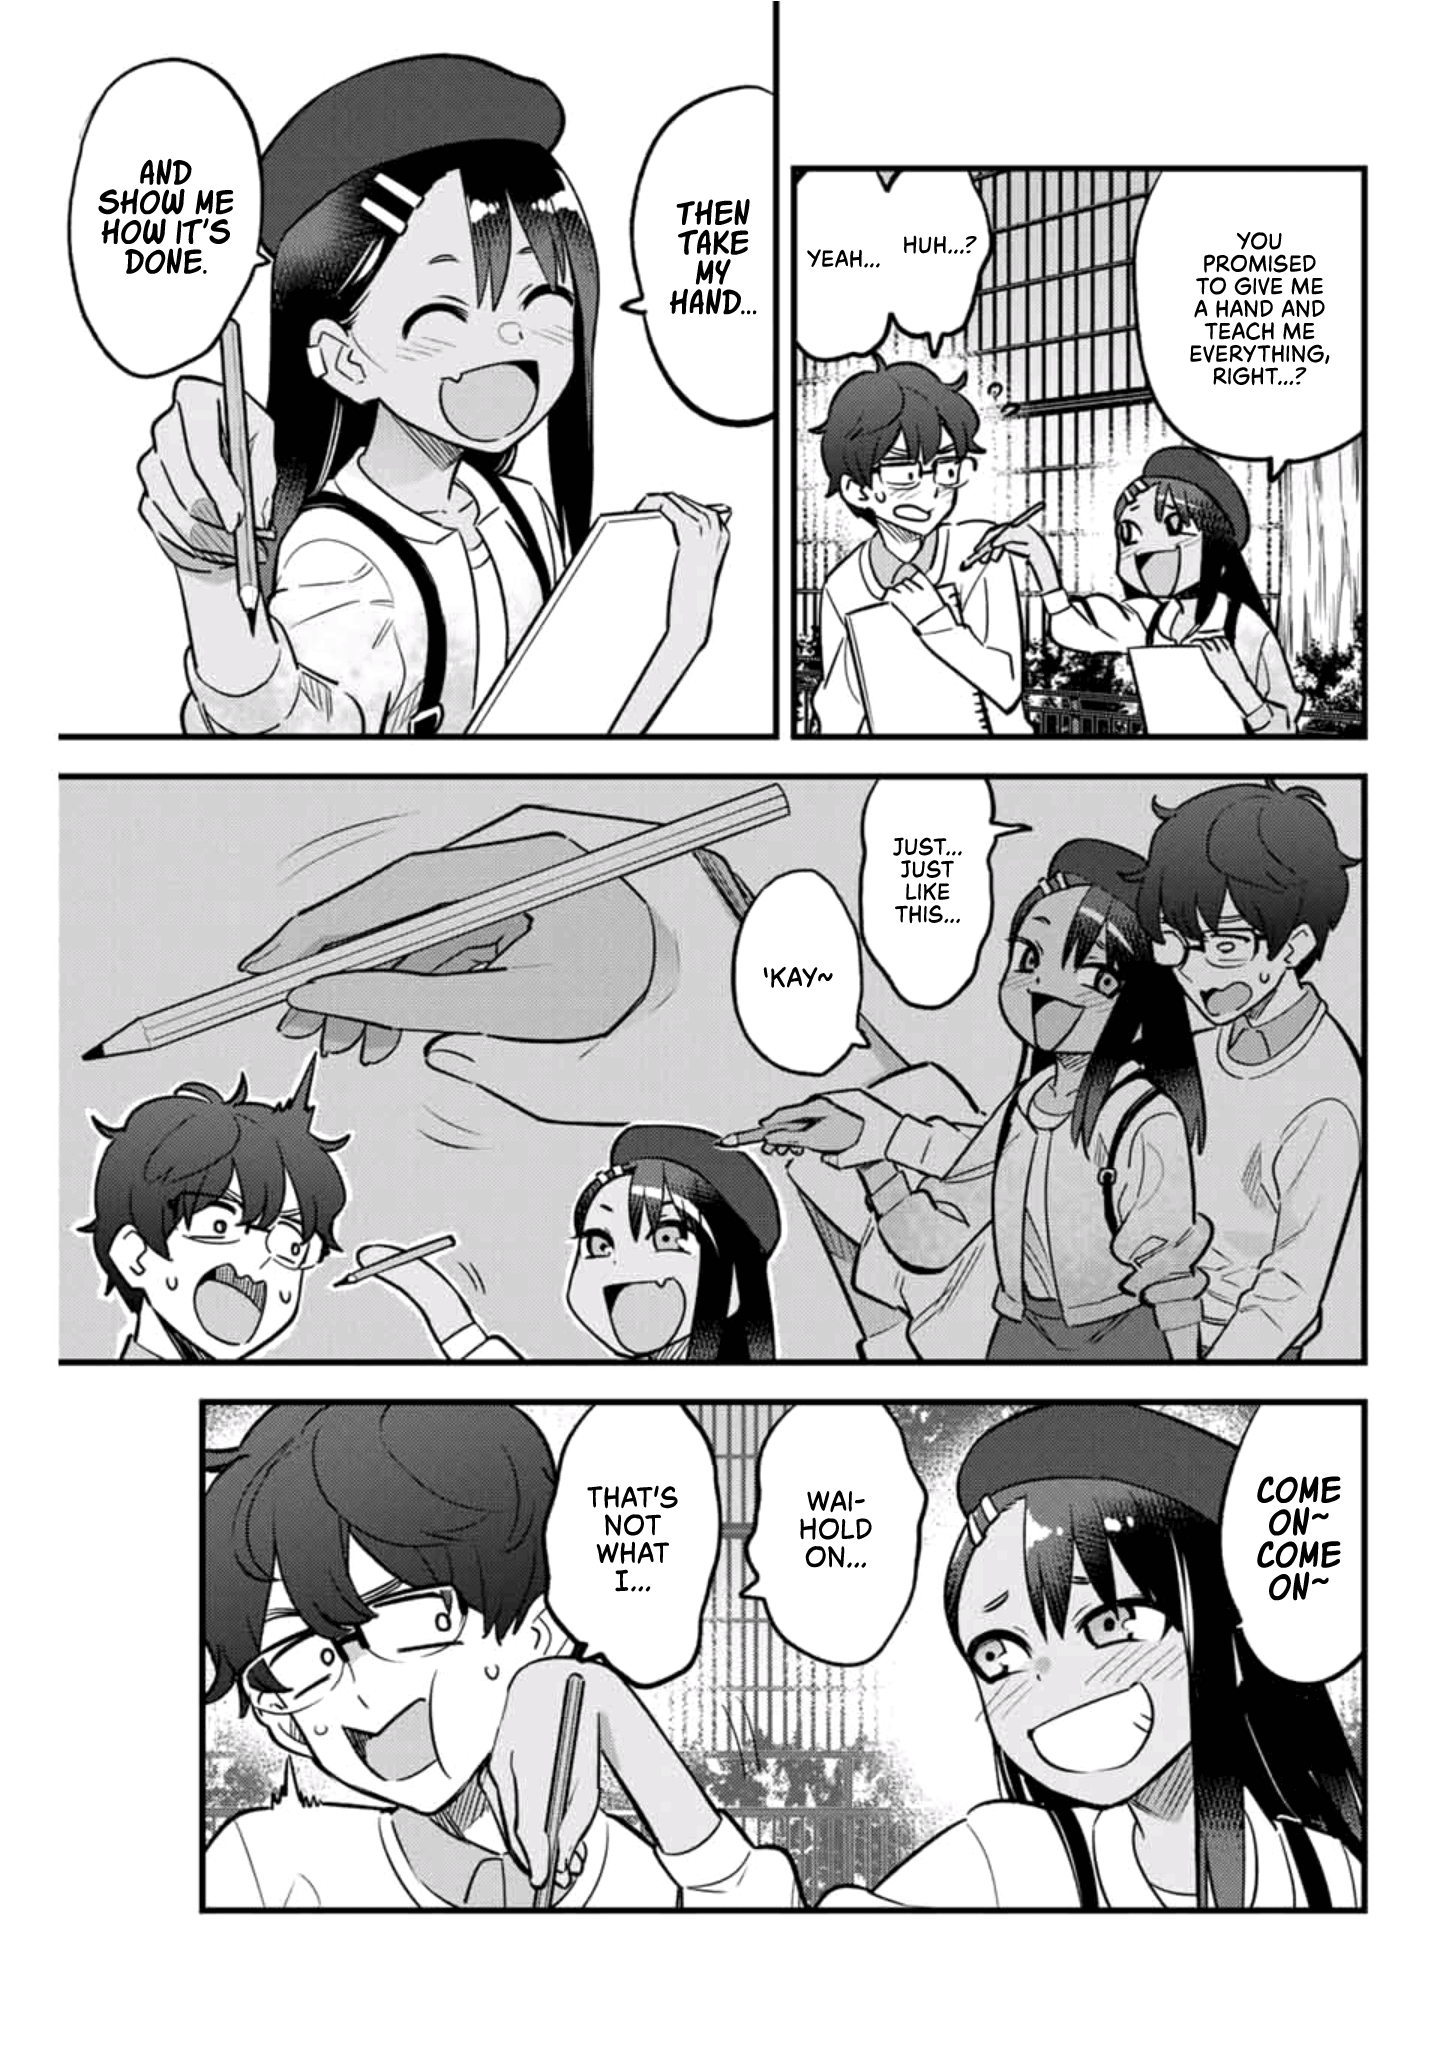 YOU
PROMISED
TO GIVE ME
A HAND AND
TEACH ME
EVERYTHING,
RIGHT...?
HUH...?
YEAH...
THEN
TAKE
MY
HAND...
AND
SHOW ME
HOW IT'S
DONE.
JUST...
JUST
LIKE
THIS...
'KAY~
COME
ON~
COME
ON~
WAI-
HOLD
ON...
THAT'S
NOT
WHAT
I...